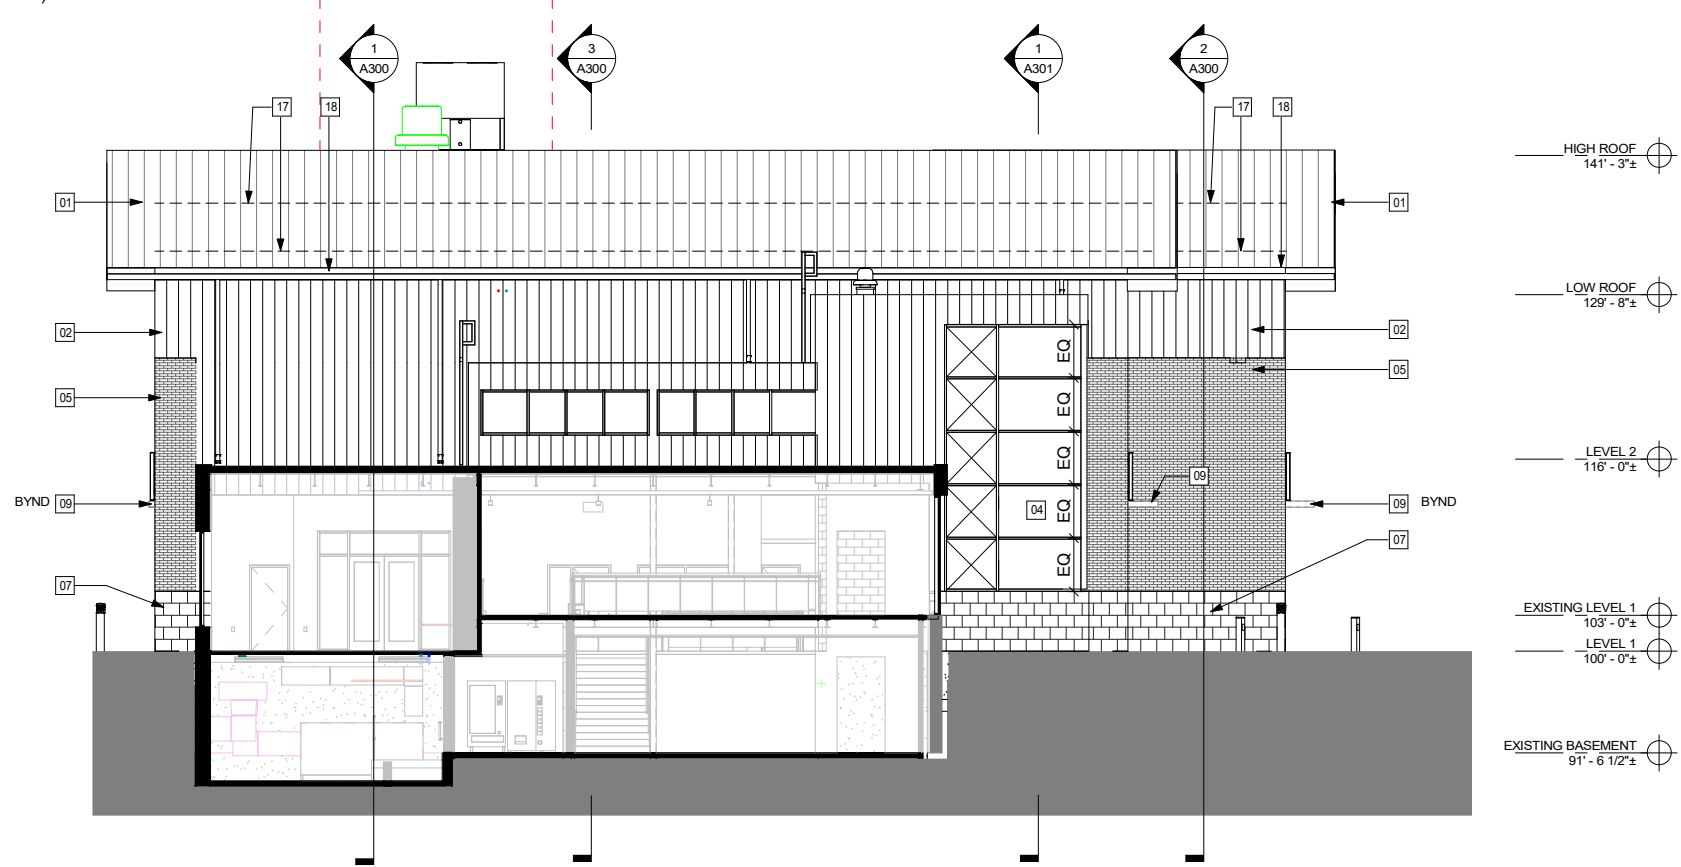 1
A300
3
A300
1
A301
2
A300
17
18
17
18
HIGH ROOF
141' - 3"±
01
01
LOW ROOF
129' - 8"±
02
02
EQ
05
05
EQ
LEVEL 2
116' - 0"±
EQ
09
BYND
09
09
BYND
04
EQ
07
EQ
07
EXISTING LEVEL 1
103' - 0"±
LEVEL 1
100' - 0"±
EXISTING BASEMENT
91' - 6 1/2"±